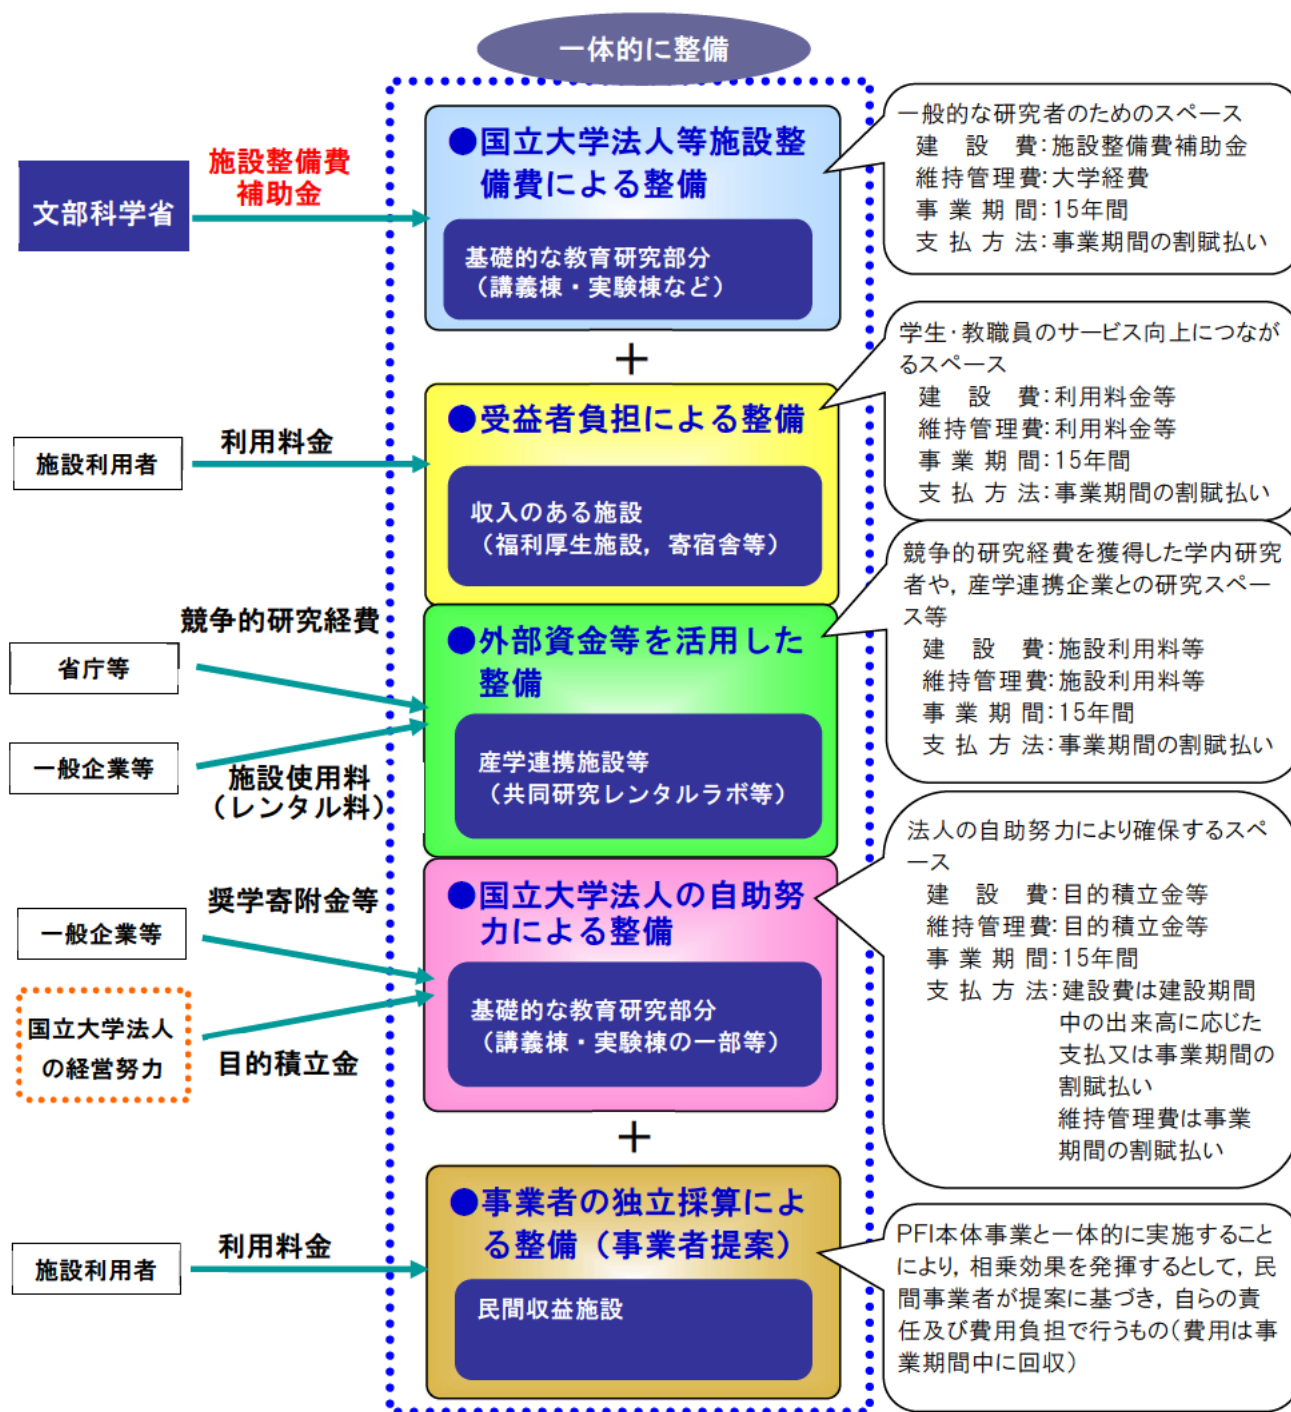 一体的に整備
文部科学省
施設整備費
補助金
●国立大学法人等施設整
備費による整備
基礎的な教育研究部分
（講義棟・実験棟など）
一般的な研究者のためのスペース
建設費：施設整備費補助金
維持管理費：大学経費
事業期間：15年間
支払方法：事業期間の割賦払い
＋
施設利用者
利用料金
●受益者負担による整備
収入のある施設
（福利厚生施設，寄宿舎等）
学生・教職員のサービス向上につなが
るスペース
建設費：利用料金等
維持管理費：利用料金等
事業期間：15年間
支払方法：事業期間の割賦払い
競争的研究経費
省庁等
一般企業等
施設使用料
（レンタル料）
●外部資金等を活用した
整備
産学連携施設等
（共同研究レンタルラボ等）
競争的研究経費を獲得した学内研究
者や，産学連携企業との研究スペー
ス等
建設費：施設利用料等
維持管理費：施設利用料等
事業期間：15年間
支払方法：事業期間の割賦払い
奨学寄附金等
一般企業等
国立大学法人
の経営努力
目的積立金
●国立大学法人の自助努
力による整備
基礎的な教育研究部分
（講義棟・実験棟の一部等）
法人の自助努力により確保するスペ
ース
建設費：目的積立金等
維持管理費：目的積立金等
事業期間：15年間
支払方法：建設費は建設期間
中の出来高に応じた
支払又は事業期間の
割賦払い
維持管理費は事業
期間の割賦払い
＋
施設利用者
利用料金
●事業者の独立採算によ
る整備（事業者提案）
民間収益施設
PFI本体事業と一体的に実施すること
により，相乗効果を発揮するとして，民
間事業者が提案に基づき，自らの責
任及び費用負担で行うもの（費用は事
業期間中に回収）